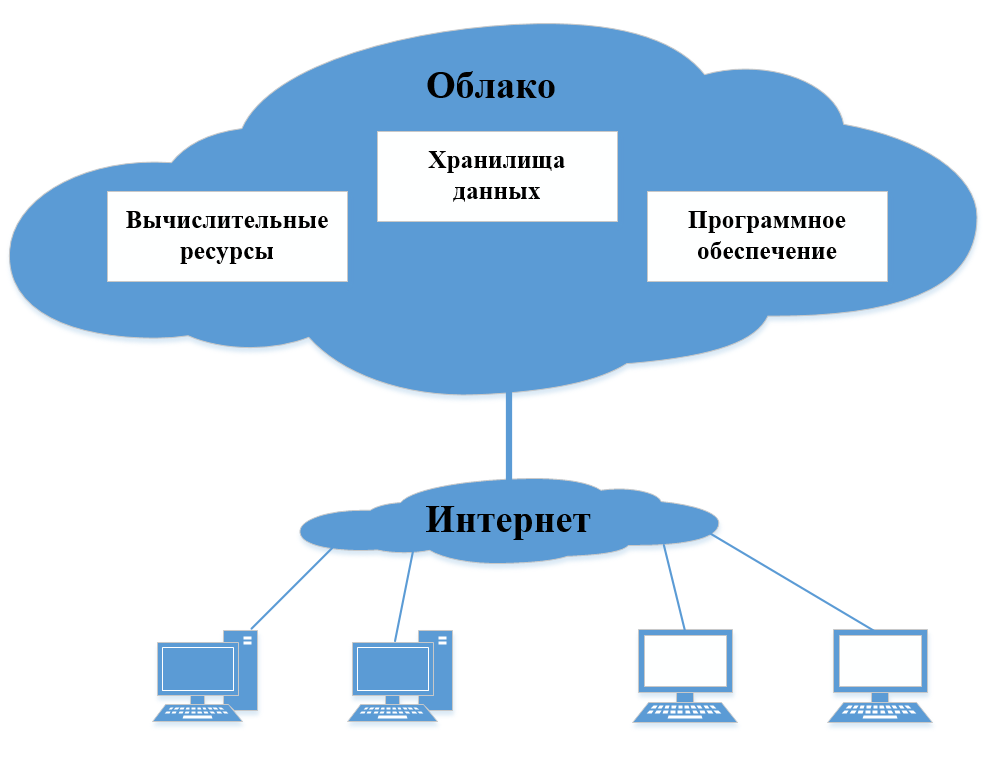 Облако
Хранилища
данных
Вычислительные
ресурсы
Программное
обеспечение
Интернет